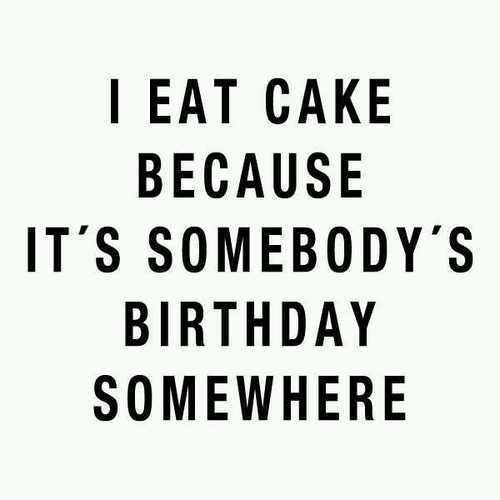 I EAT CAKE
BECAUSE
IT´S SOMEBODY´S
BIRTHDAY
SOMEWHERE